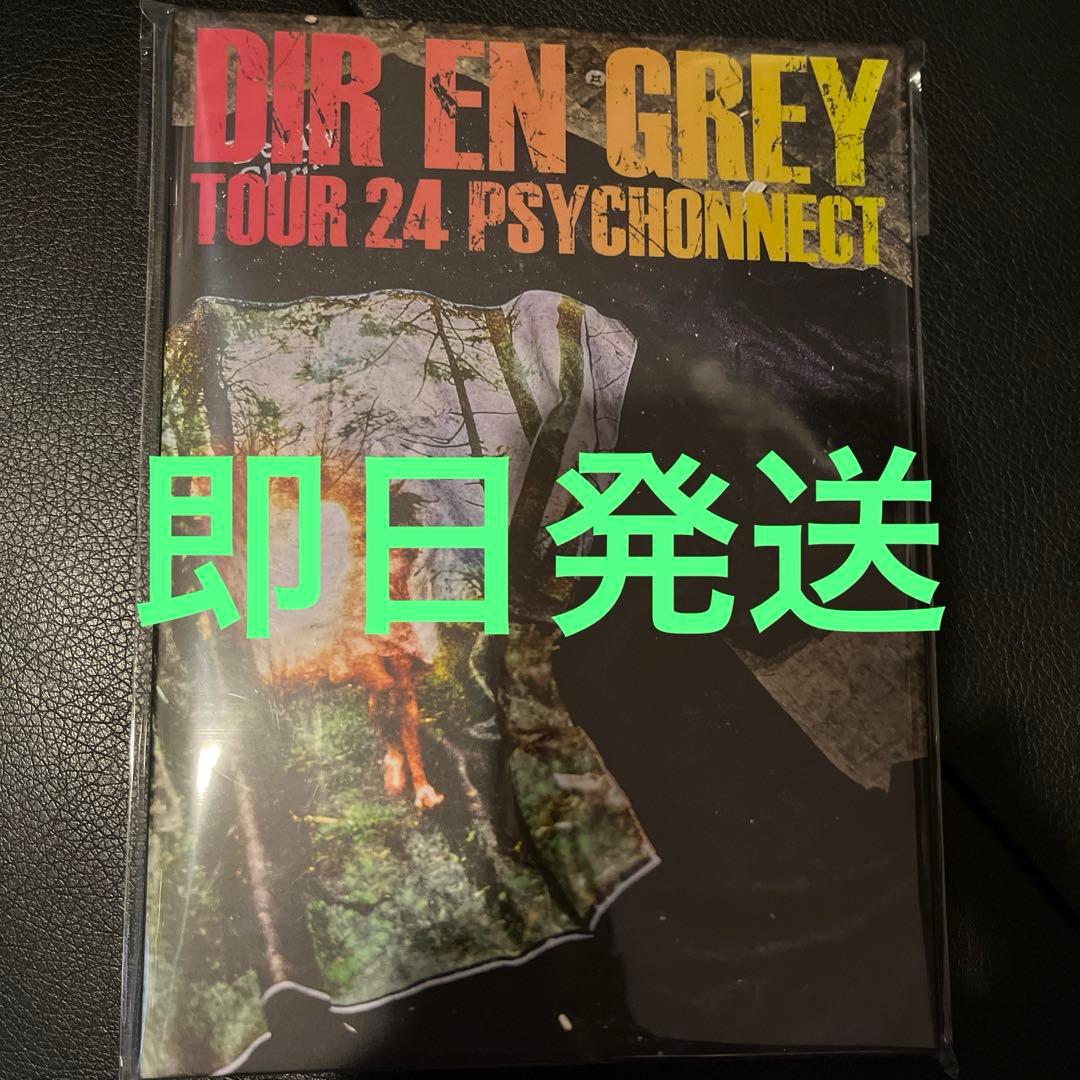 DIR EN GREY
TOUR 24 PSYCHONNECT
即日発送